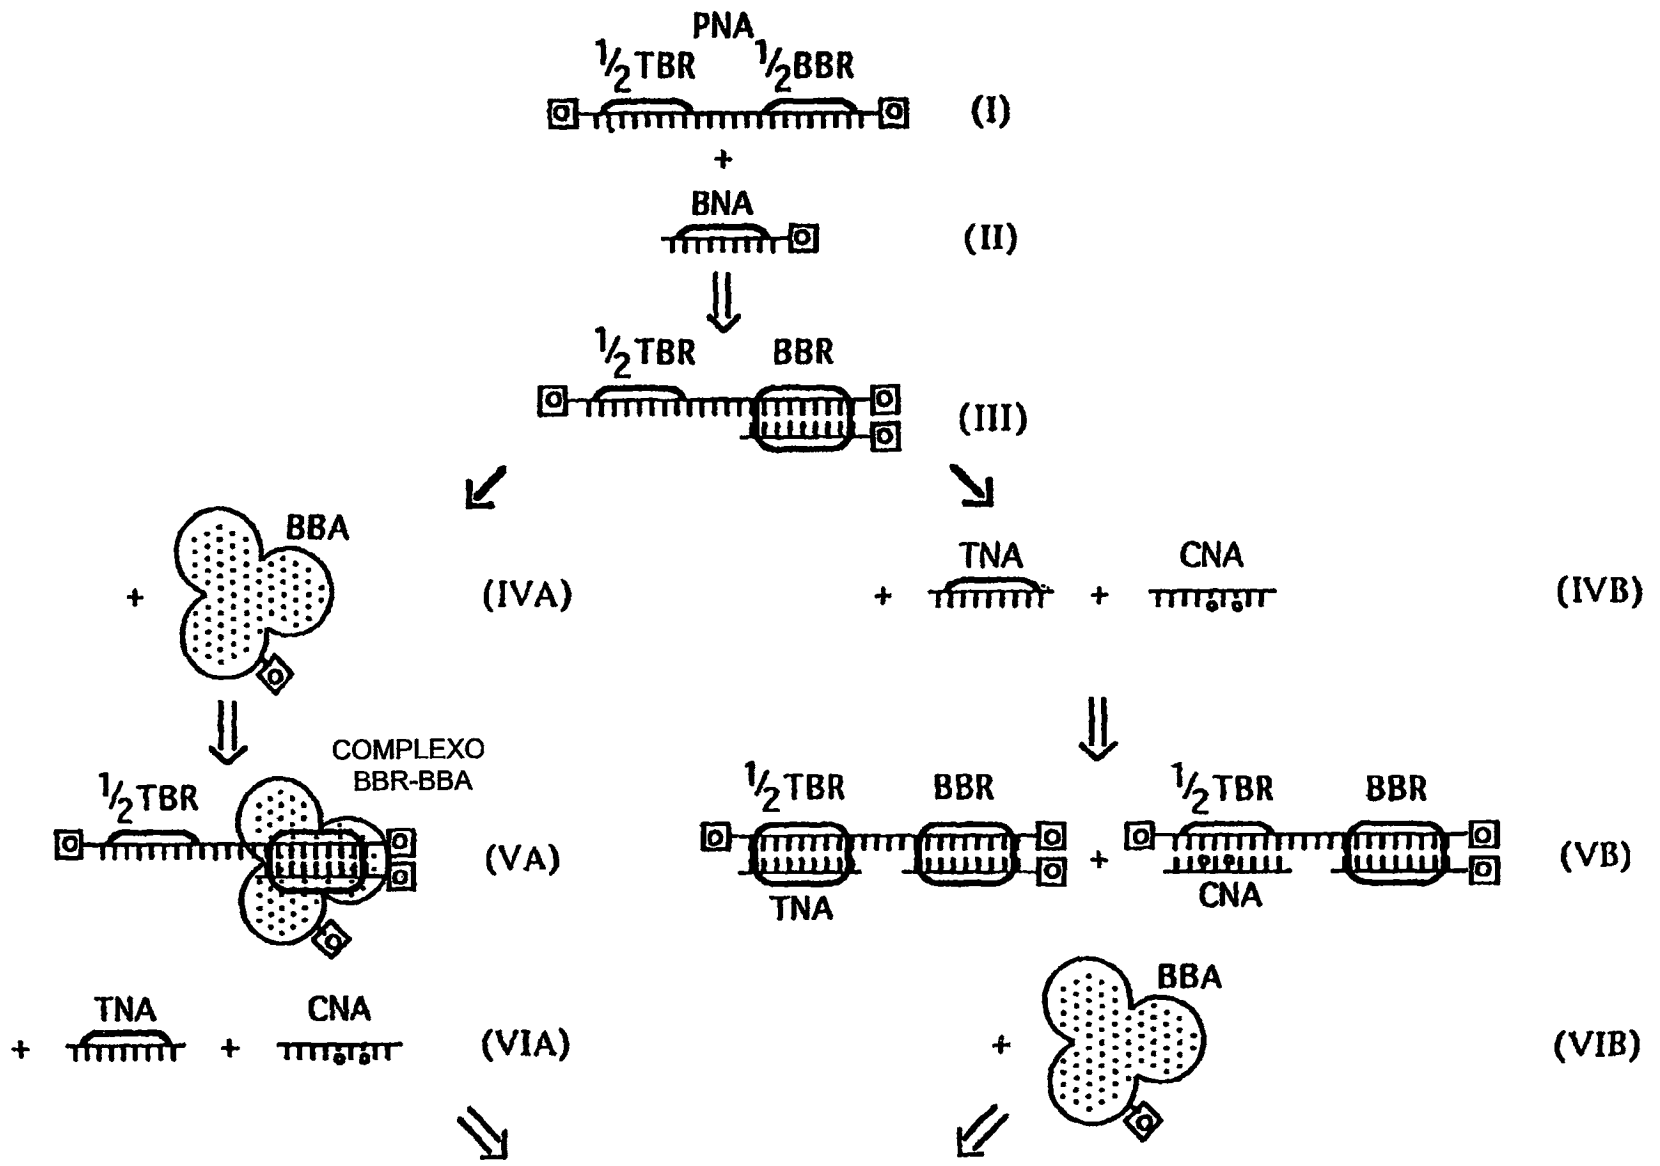 PNA
½TBR ½BBR
(I)
+
BNA
(II)
½TBR BBR
(III)
BBA
+ (IVA)
TNA CNA
+ + (IVB)
COMPLEXO
BBR-BBA
½TBR
(VA)
½TBR BBR ½TBR BBR
+ (VB)
TNA CNA
TNA CNA
+ + (VIA)
BBA
+ (VIB)